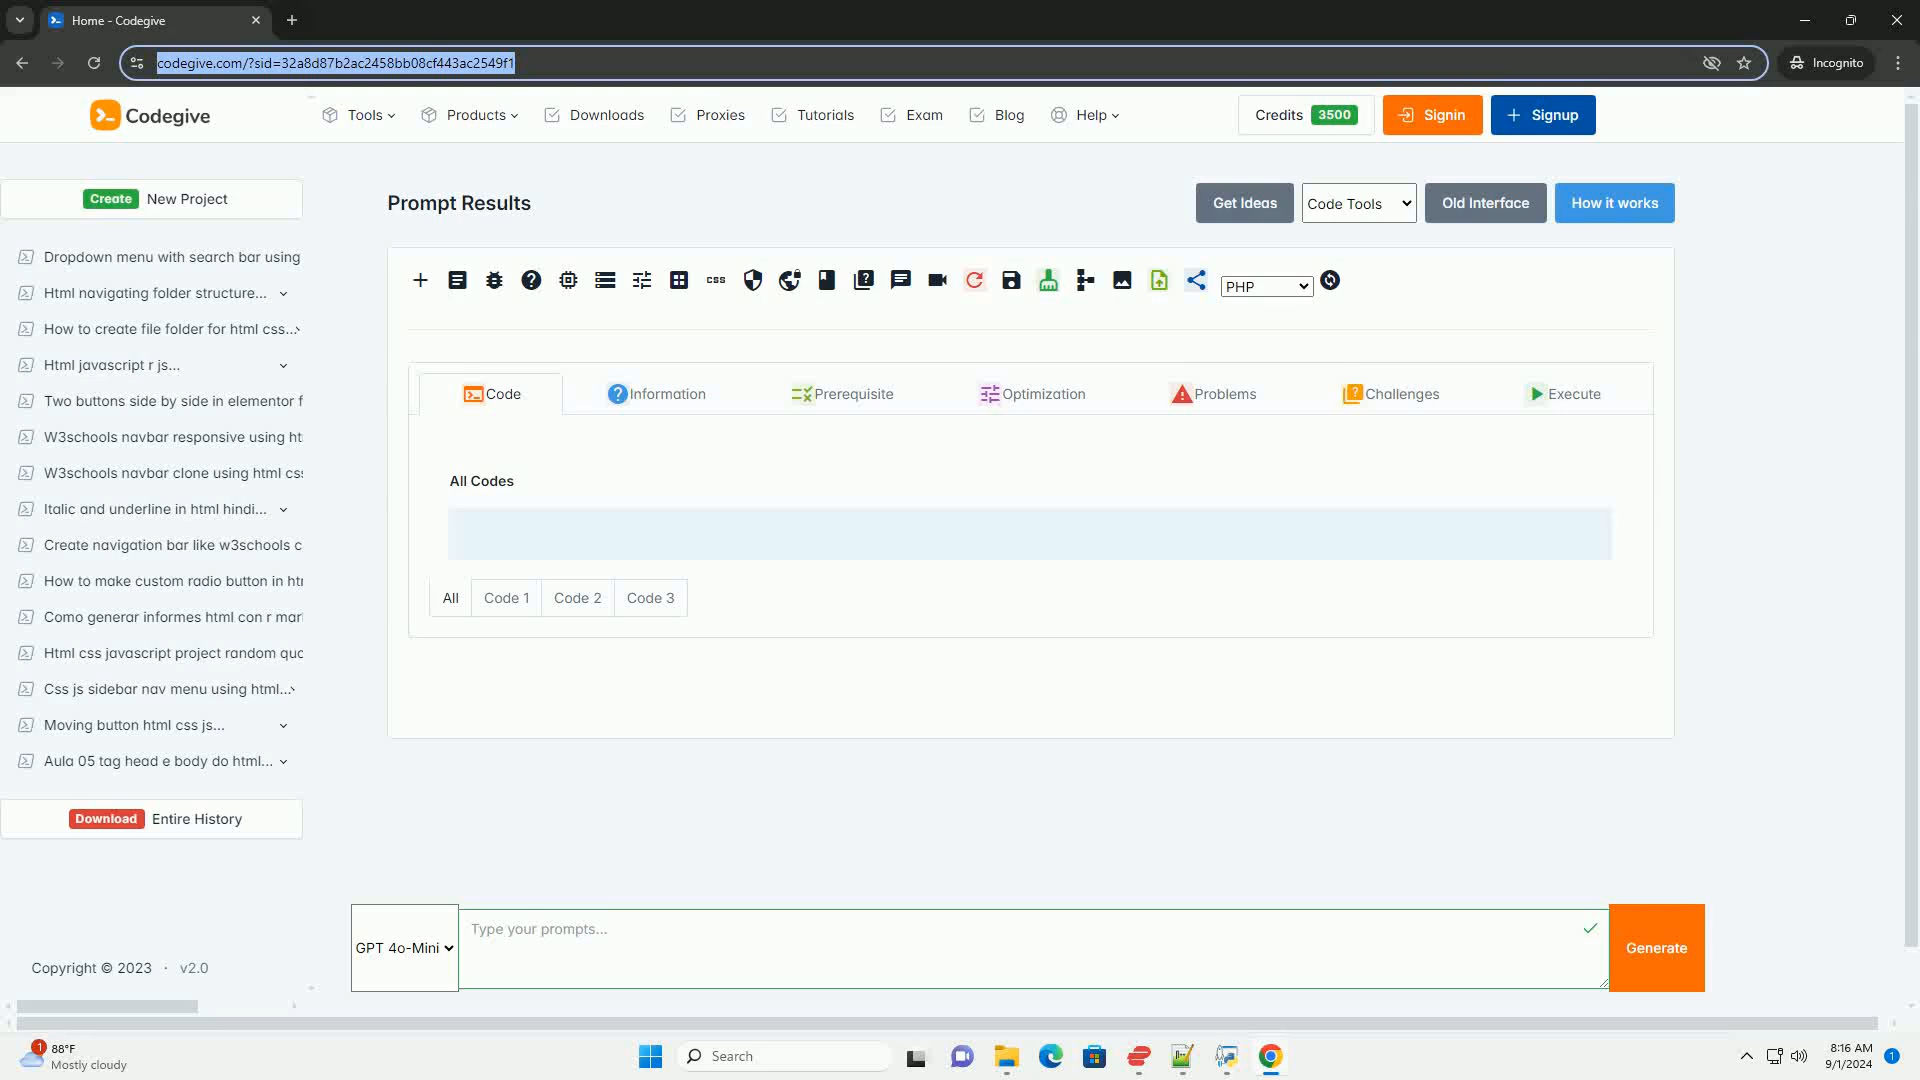 Home - Codegive
codegive.com/?sid=32a8d87b2ac2458bb08cf443ac2549f1
Incognito
Codegive
Tools
Products
Downloads
Proxies
Tutorials
Exam
Blog
Help
Credits 3500
Signin
Signup
Create New Project
Dropdown menu with search bar using
Html navigating folder structure...
How to create file folder for html css...
Html javascript r js...
Two buttons side by side in elementor f
W3schools navbar responsive using ht
W3schools navbar clone using html cs
Italic and underline in html hindi...
Create navigation bar like w3schools c
How to make custom radio button in ht
Como generar informes html con r mar
Html css javascript project random quo
Css js sidebar nav menu using html...
Moving button html css js...
Aula 05 tag head e body do html...
Download Entire History
Copyright © 2023 · v2.0
Prompt Results
Get Ideas
Code Tools
Old Interface
How it works
css
PHP
Code
Information
Prerequisite
Optimization
Problems
Challenges
Execute
All Codes
All
Code 1
Code 2
Code 3
GPT 4o-Mini
Type your prompts...
Generate
1
88°F
Mostly cloudy
Search
8:16 AM
9/1/2024
1